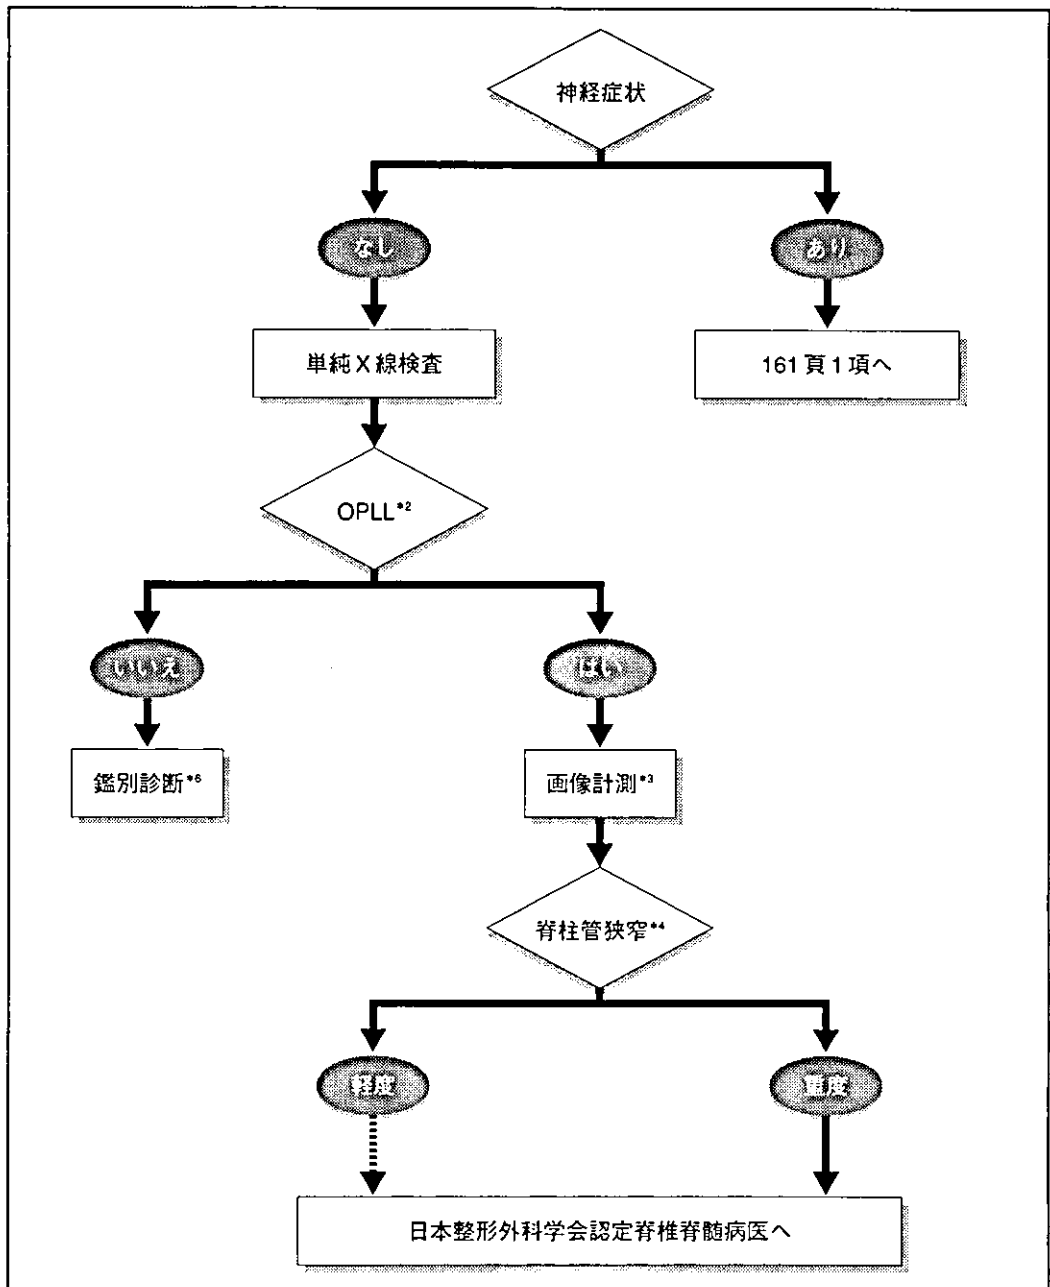 神経症状
なし
あり
単純X線検査
161頁1項へ
OPLL*2
いいえ
はい
鑑別診断*6
画像計測*3
脊柱管狭窄*4
軽度
重度
日本整形外科学会認定脊椎脊髄病医へ